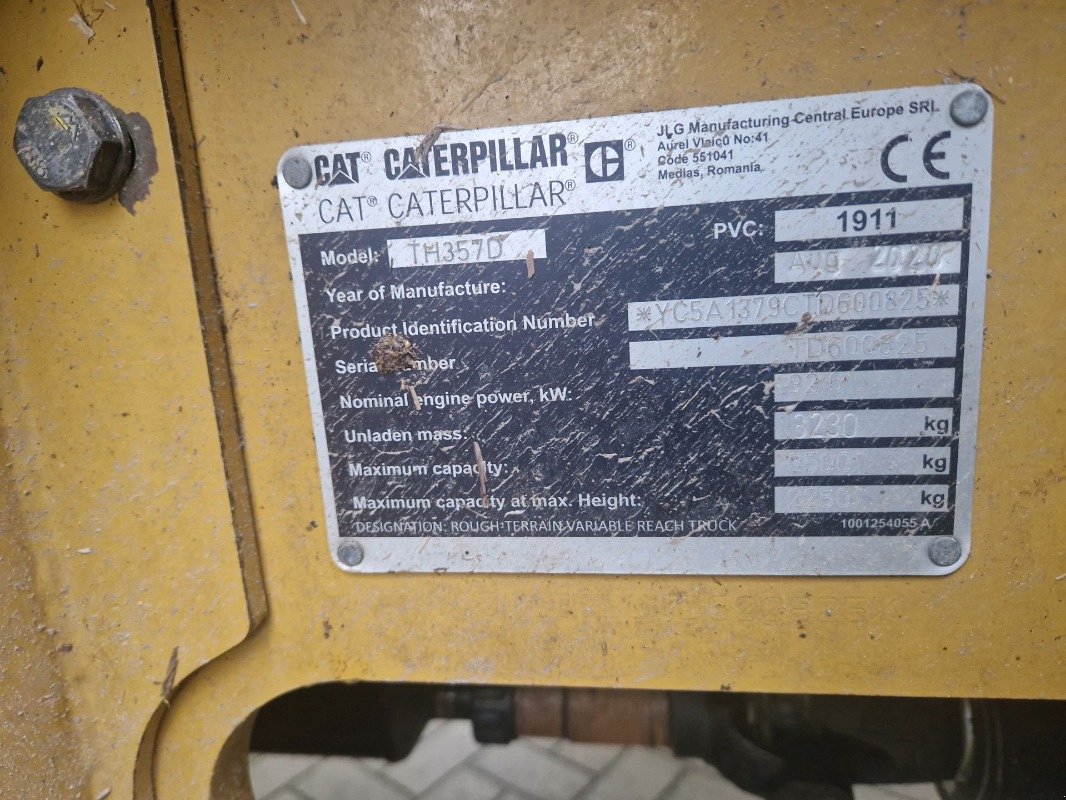 CAT® CATERPILLAR® C®
CAT® CATERPILLAR®
JLG Manufacturing Central Europe SRL
Aurel Vlaicu No:41
Code 551041
Medias, Romania
CE
Model: TH357D
PVC: 1911
Year of Manufacture: Aug 2020
Product Identification Number *YC5A1379CTD600825*
Serial Number TD600825
Nominal engine power, kW: 92.6
Unladen mass: 8230 kg
Maximum capacity: kg
Maximum capacity at max. Height: kg
DESIGNATION: ROUGH TERRAIN VARIABLE REACH TRUCK 1001254055 A